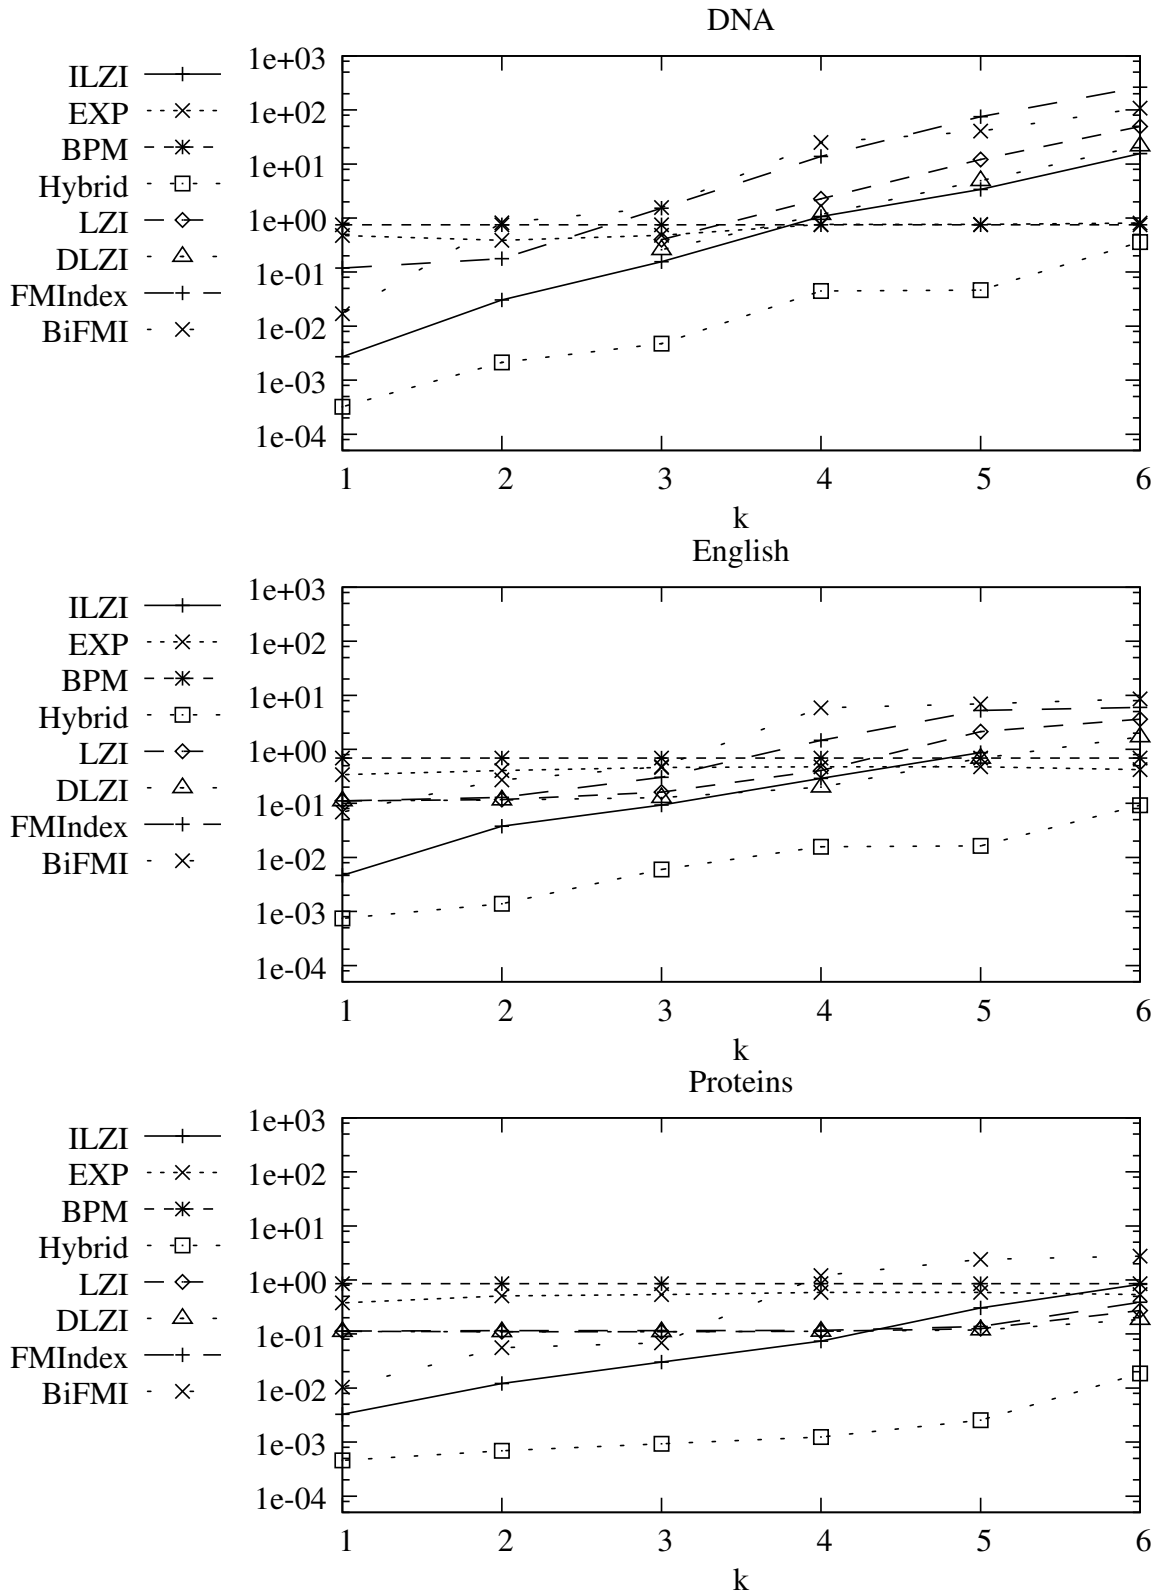 DNA
1e+03
1e+02
1e+01
1e+00
1e-01
1e-02
1e-03
1e-04
ILZI
EXP
BPM
Hybrid
LZI
DLZI
FMIndex
BiFMI
1 2 3 4 5 6
k
English
1e+03
1e+02
1e+01
1e+00
1e-01
1e-02
1e-03
1e-04
ILZI
EXP
BPM
Hybrid
LZI
DLZI
FMIndex
BiFMI
1 2 3 4 5 6
k
Proteins
1e+03
1e+02
1e+01
1e+00
1e-01
1e-02
1e-03
1e-04
ILZI
EXP
BPM
Hybrid
LZI
DLZI
FMIndex
BiFMI
1 2 3 4 5 6
k